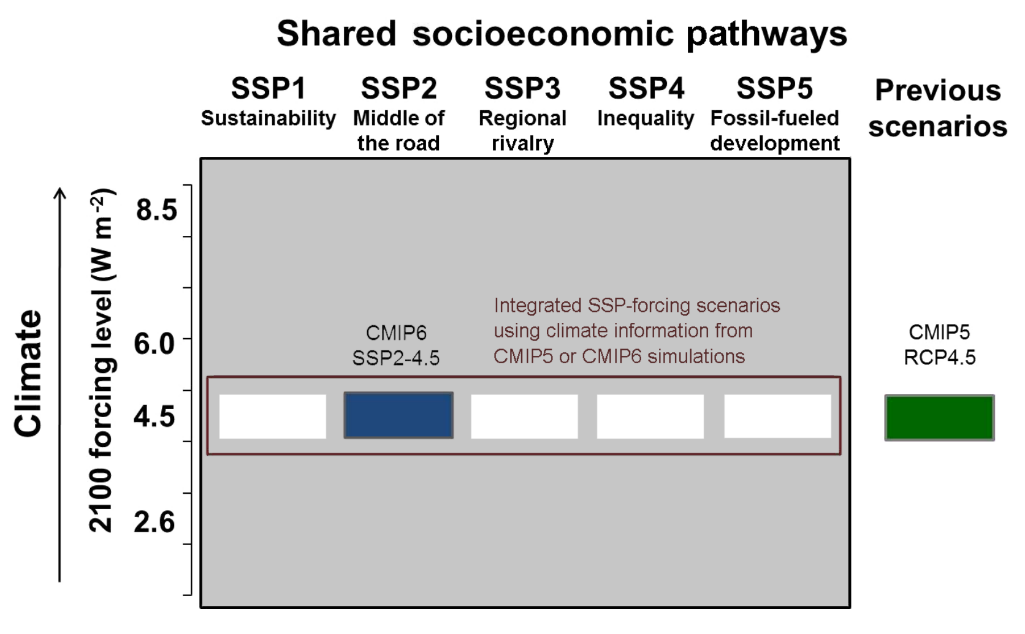 Shared socioeconomic pathways
SSP1
Sustainability
SSP2
Middle of
the road
SSP3
Regional
rivalry
SSP4
Inequality
SSP5
Fossil-fueled
development
Previous
scenarios
Climate
2100 forcing level (W m⁻²)
8.5
6.0
4.5
2.6
CMIP6
SSP2-4.5
Integrated SSP-forcing scenarios
using climate information from
CMIP5 or CMIP6 simulations
CMIP5
RCP4.5